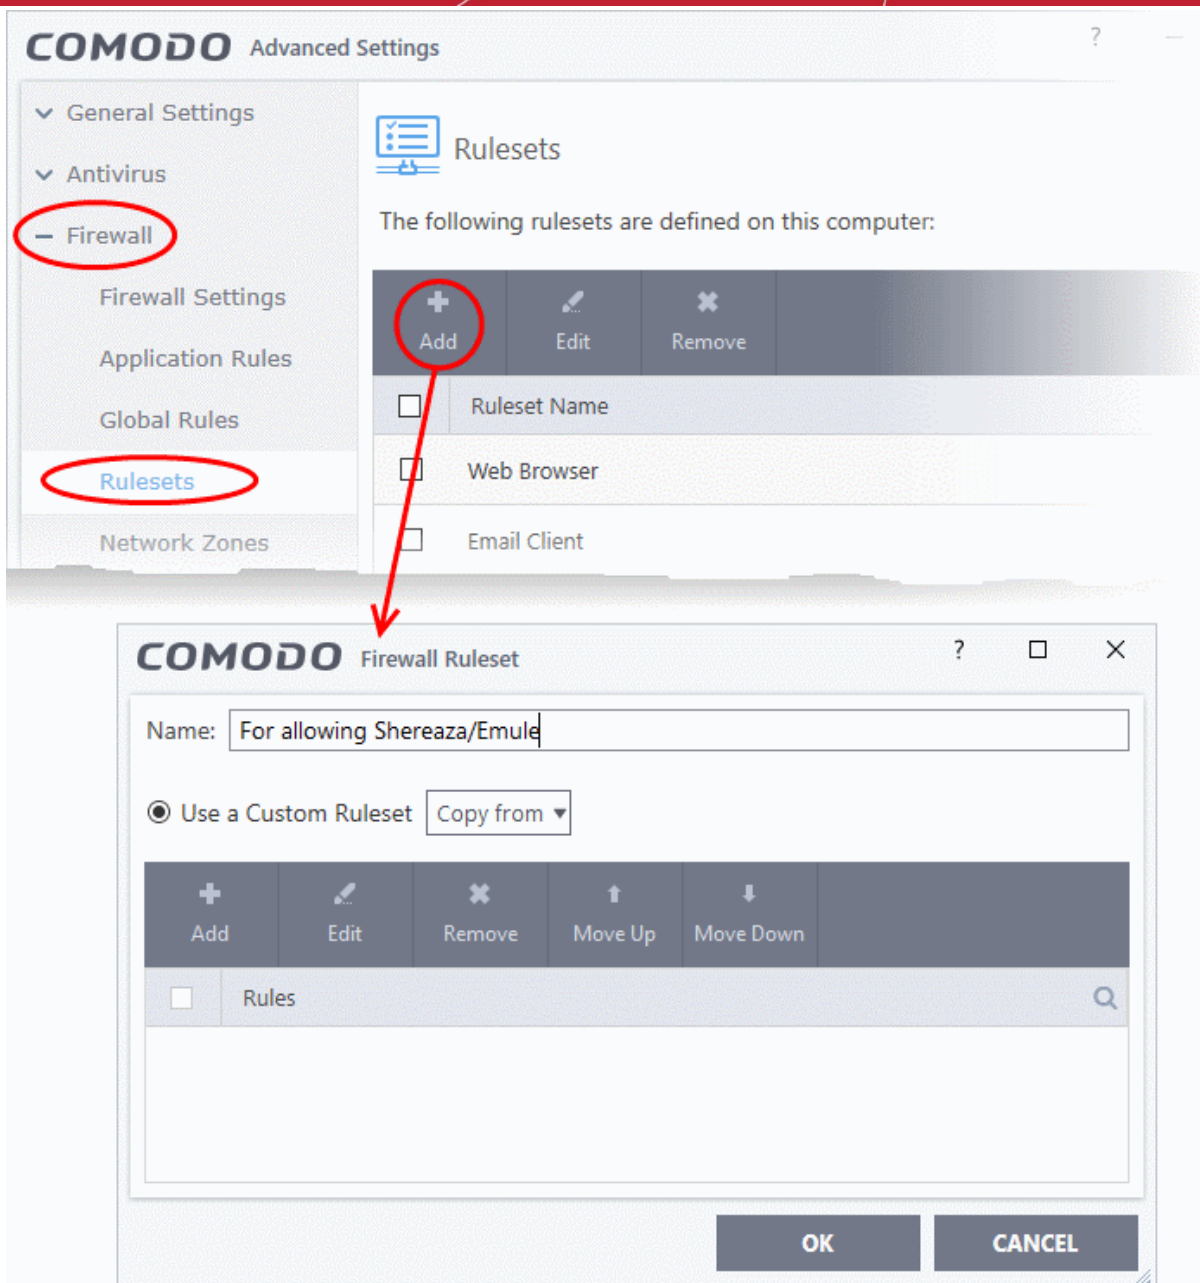 COMODO Advanced Settings ?
General Settings
Antivirus
Firewall
Firewall Settings
Application Rules
Global Rules
Rulesets
Network Zones
Rulesets
The following rulesets are defined on this computer:
Add Edit Remove
Ruleset Name
Web Browser
Email Client
COMODO Firewall Ruleset ?
Name: For allowing Shereaza/Emule
Use a Custom Ruleset Copy from
Add Edit Remove Move Up Move Down
Rules
OK CANCEL